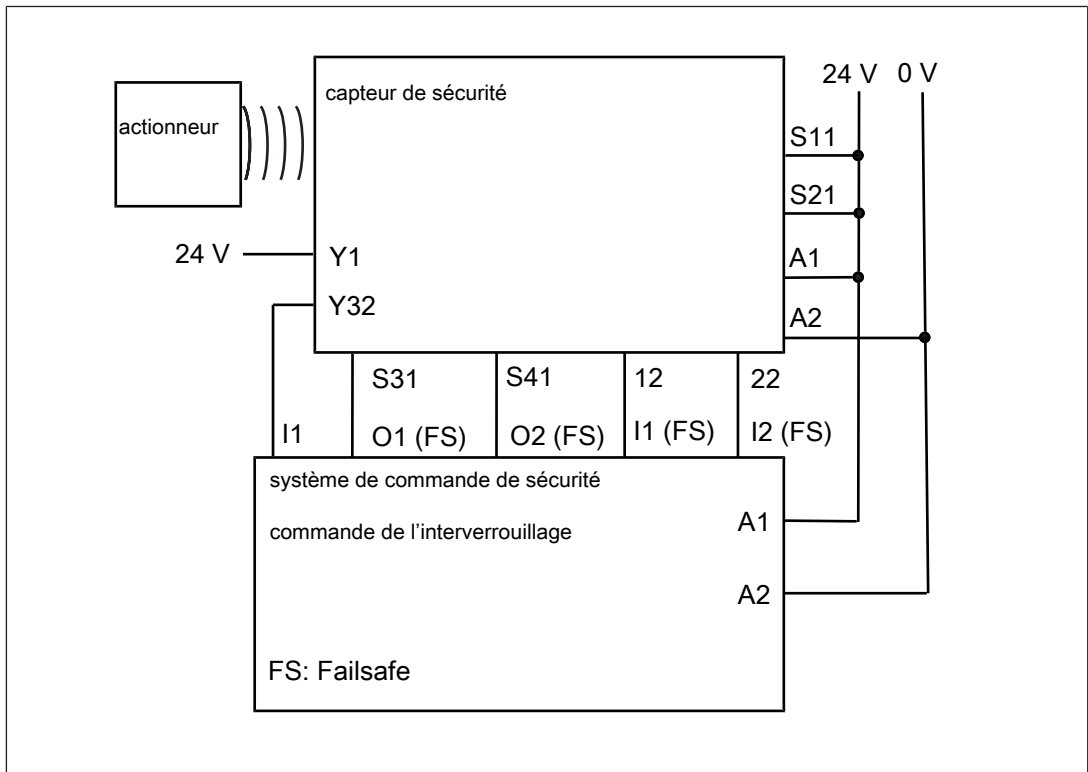 24 V 0 V
capteur de sécurité
actionneur
S11
S21
24 V
Y1
A1
Y32
A2
S31
S41
12
22
I1
O1 (FS)
O2 (FS)
I1 (FS)
I2 (FS)
système de commande de sécurité
commande de l'interverrouillage
A1
A2
FS: Failsafe